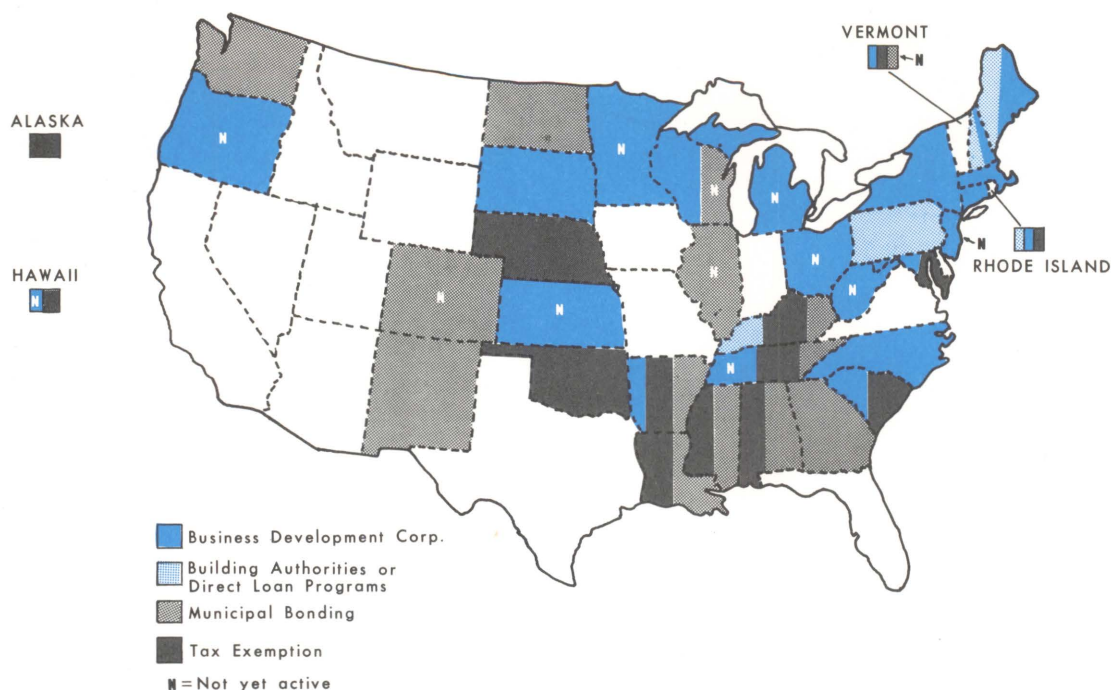 VERMONT
N
ALASKA
N
N
N
N
N
HAWAII
N
N
RHODE ISLAND
N
N
N
N
N
N
Business Development Corp.
Building Authorities or
Direct Loan Programs
Municipal Bonding
Tax Exemption
N = Not yet active